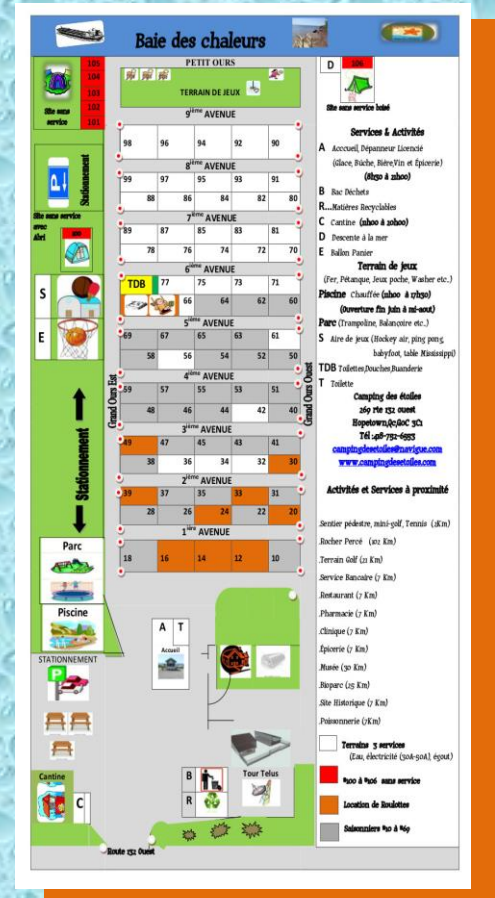 Baie des chaleurs
PETIT OURS
TERRAIN DE JEUX
105
104
103
102
101
Site sans
service
9ième AVENUE
98 96 94 92 90
8ième AVENUE
99 97 95 93 91
88 86 84 82 80
7ième AVENUE
89 87 85 83 81
78 76 74 72 70
6ième AVENUE
TDB 77 75 73 71
66 64 62 60
5ième AVENUE
69 67 65 63 61
58 56 54 52 50
4ième AVENUE
59 57 55 53 51
48 46 44 42 40
3ième AVENUE
49 47 45 43 41
38 36 34 32 30
2ième AVENUE
39 37 35 33 31
28 26 24 22 20
1ière AVENUE
18 16 14 12 10
Grand Ours Est
Grand Ours Ouest
P
Stationnement
Site sans service
avec
Abri
S
E
Stationnement
Parc
Piscine
STATIONNEMENT
P
Cantine
C
A T
Accueil
B
R
Tour Telus
Route 132 Ouest
D
106
Site sans service boisé
Services & Activités
A Acceuil, Dépanneur Licencié
(Glace, Bûche, Bière,Vin et Épicerie)
(8h30 à 21h00)
B Bac Déchets
R...Matières Recyclables
C Cantine (11h00 à 20h00)
D Descente à la mer
E Ballon Panier
Terrain de jeux
(Fer, Pétanque, Jeux poche, Washer etc..)
Piscine Chauffée (11h00 à 17h30)
(Ouverture fin juin à mi-aout)
Parc (Trampoline, Balancoire etc..)
S Aire de jeux (Hockey air, ping pong,
babyfoot, table Mississippi)
TDB Toilettes,Douches,Buanderie
T Toilette
Camping des étoiles
269 rte 132 ouest
Hopetown,Qc,G0C 3C1
Tél :418-752-6553
campingdesetoiles@navigue.com
www.campingdesetoiles.com
Activités et Services à proximité
.Sentier pédestre, mini-golf, Tennis (2Km)
.Rocher Percé (102 Km)
.Terrain Golf (21 Km)
.Service Bancaire (7 Km)
.Restaurant (7 Km)
.Pharmacie (7 Km)
.Clinique (7 Km)
.Épicerie (7 Km)
.Musée (30 Km)
.Bioparc (25 Km)
.Site Historique (7 Km)
.Poissonnerie (7Km)
Terrains 3 services
(Eau, électricité (30A-50A), égout)
#100 à #106 sans service
Location de Roulottes
Saisonniers #10 à #69